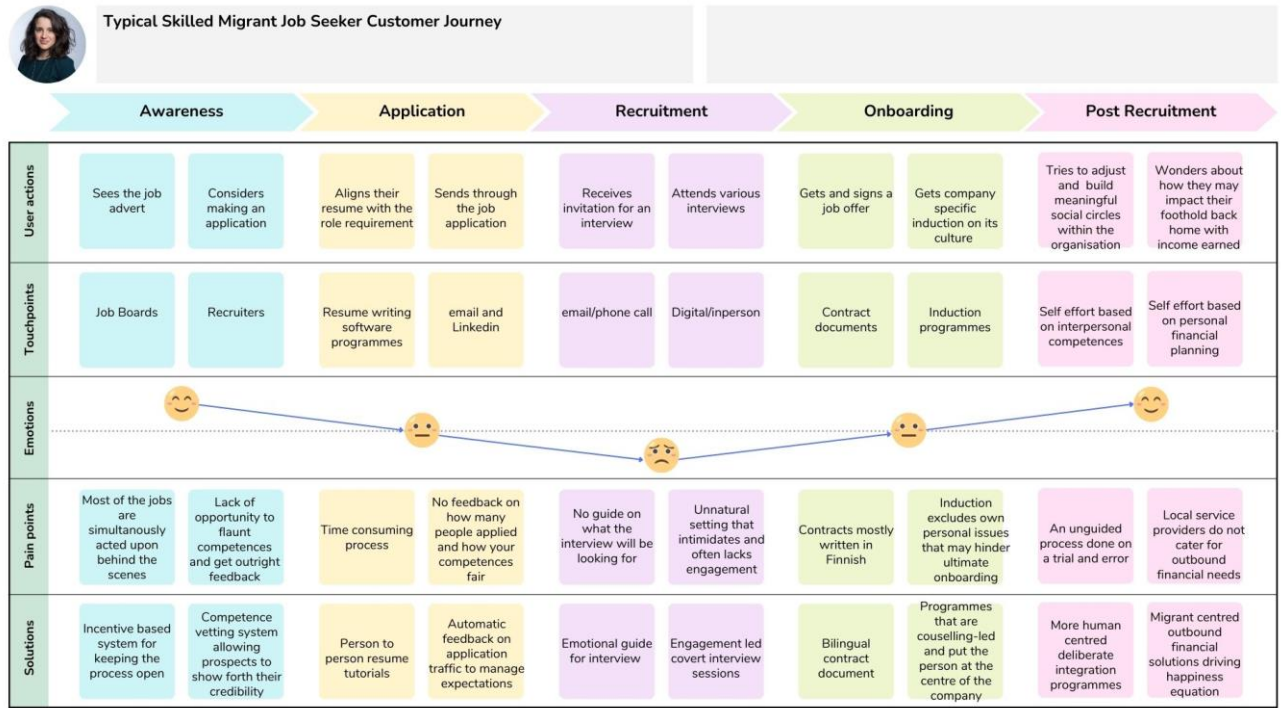 Typical Skilled Migrant Job Seeker Customer Journey
Awareness
Application
Recruitment
Onboarding
Post Recruitment
User actions
Sees the job
advert
Considers
making an
application
Aligns their
resume with the
role requirement
Sends through
the job
application
Receives
invitation for an
interview
Attends various
interviews
Gets and signs a
job offer
Gets company
specific
induction on its
culture
Tries to adjust
and build
meaningful
social circles
within the
organisation
Wonders about
how they may
impact their
foothold back
home with
income earned
Touchpoints
Job Boards
Recruiters
Resume writing
software
programmes
email and
Linkedin
email/phone call
Digital/inperson
Contract
documents
Induction
programmes
Self effort based
on interpersonal
competences
Self effort based
on personal
financial
planning
Emotions
Pain points
Most of the jobs
are
simultaneously
acted upon
behind the
scenes
Lack of
opportunity to
flaunt
competences
and get outright
feedback
Time consuming
process
No feedback on
how many
people applied
and how your
competences
fair
No guide on
what the
interview will be
looking for
Unnatural
setting that
intimidates and
often lacks
engagement
Contracts mostly
written in
Finnish
Induction
excludes own
personal issues
that may hinder
ultimate
onboarding
An unguided
process done on
a trial and error
Local service
providers do not
cater for
outbound
financial needs
Solutions
Incentive based
system for
keeping the
process open
Competence
vetting system
allowing
prospects to
show forth their
credibility
Person to
person resume
tutorials
Automatic
feedback on
application
traffic to manage
expectations
Emotional guide
for interview
Engagement led
covert interview
sessions
Bilingual
contract
document
Programmes
that are
couselling-led
and put the
person at the
centre of the
company
More human
centred
deliberate
integration
programmes
Migrant centred
outbound
financial
solutions driving
happiness
equation